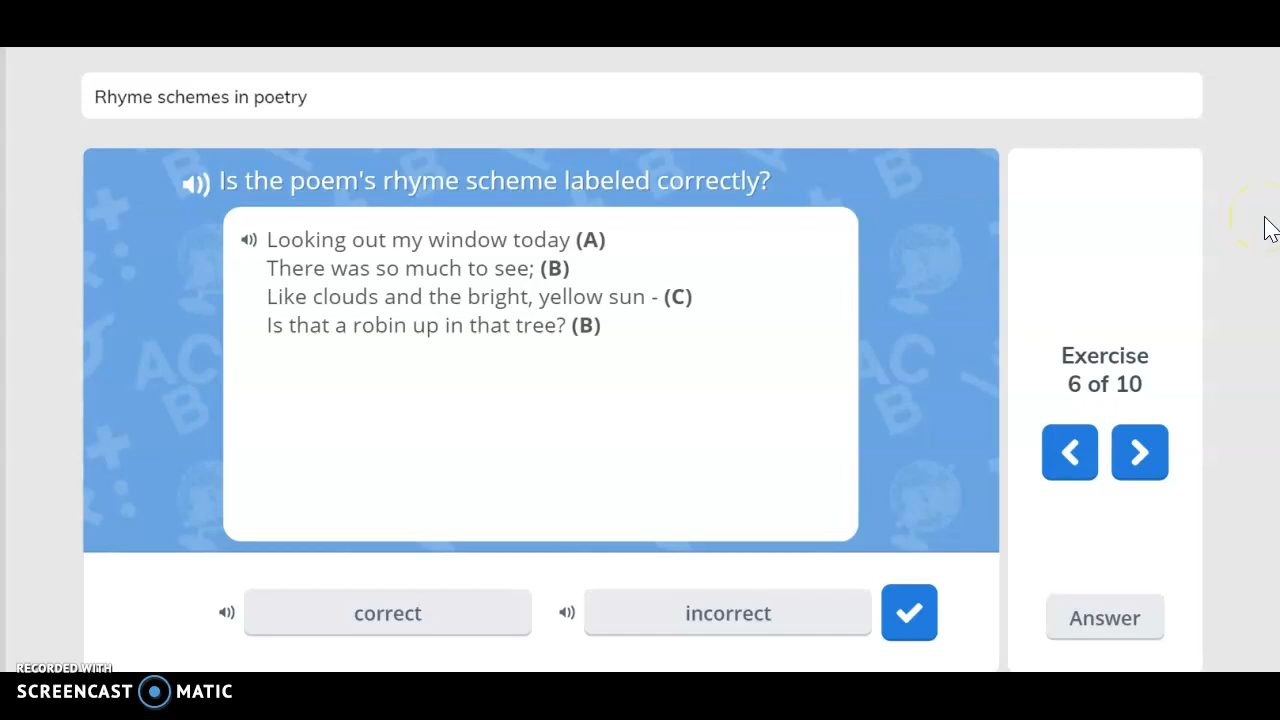 Rhyme schemes in poetry
Is the poem's rhyme scheme labeled correctly?
Looking out my window today (A)
There was so much to see; (B)
Like clouds and the bright, yellow sun - (C)
Is that a robin up in that tree? (B)
Exercise
6 of 10
correct
incorrect
Answer
RECORDED WITH
SCREENCAST MATIC